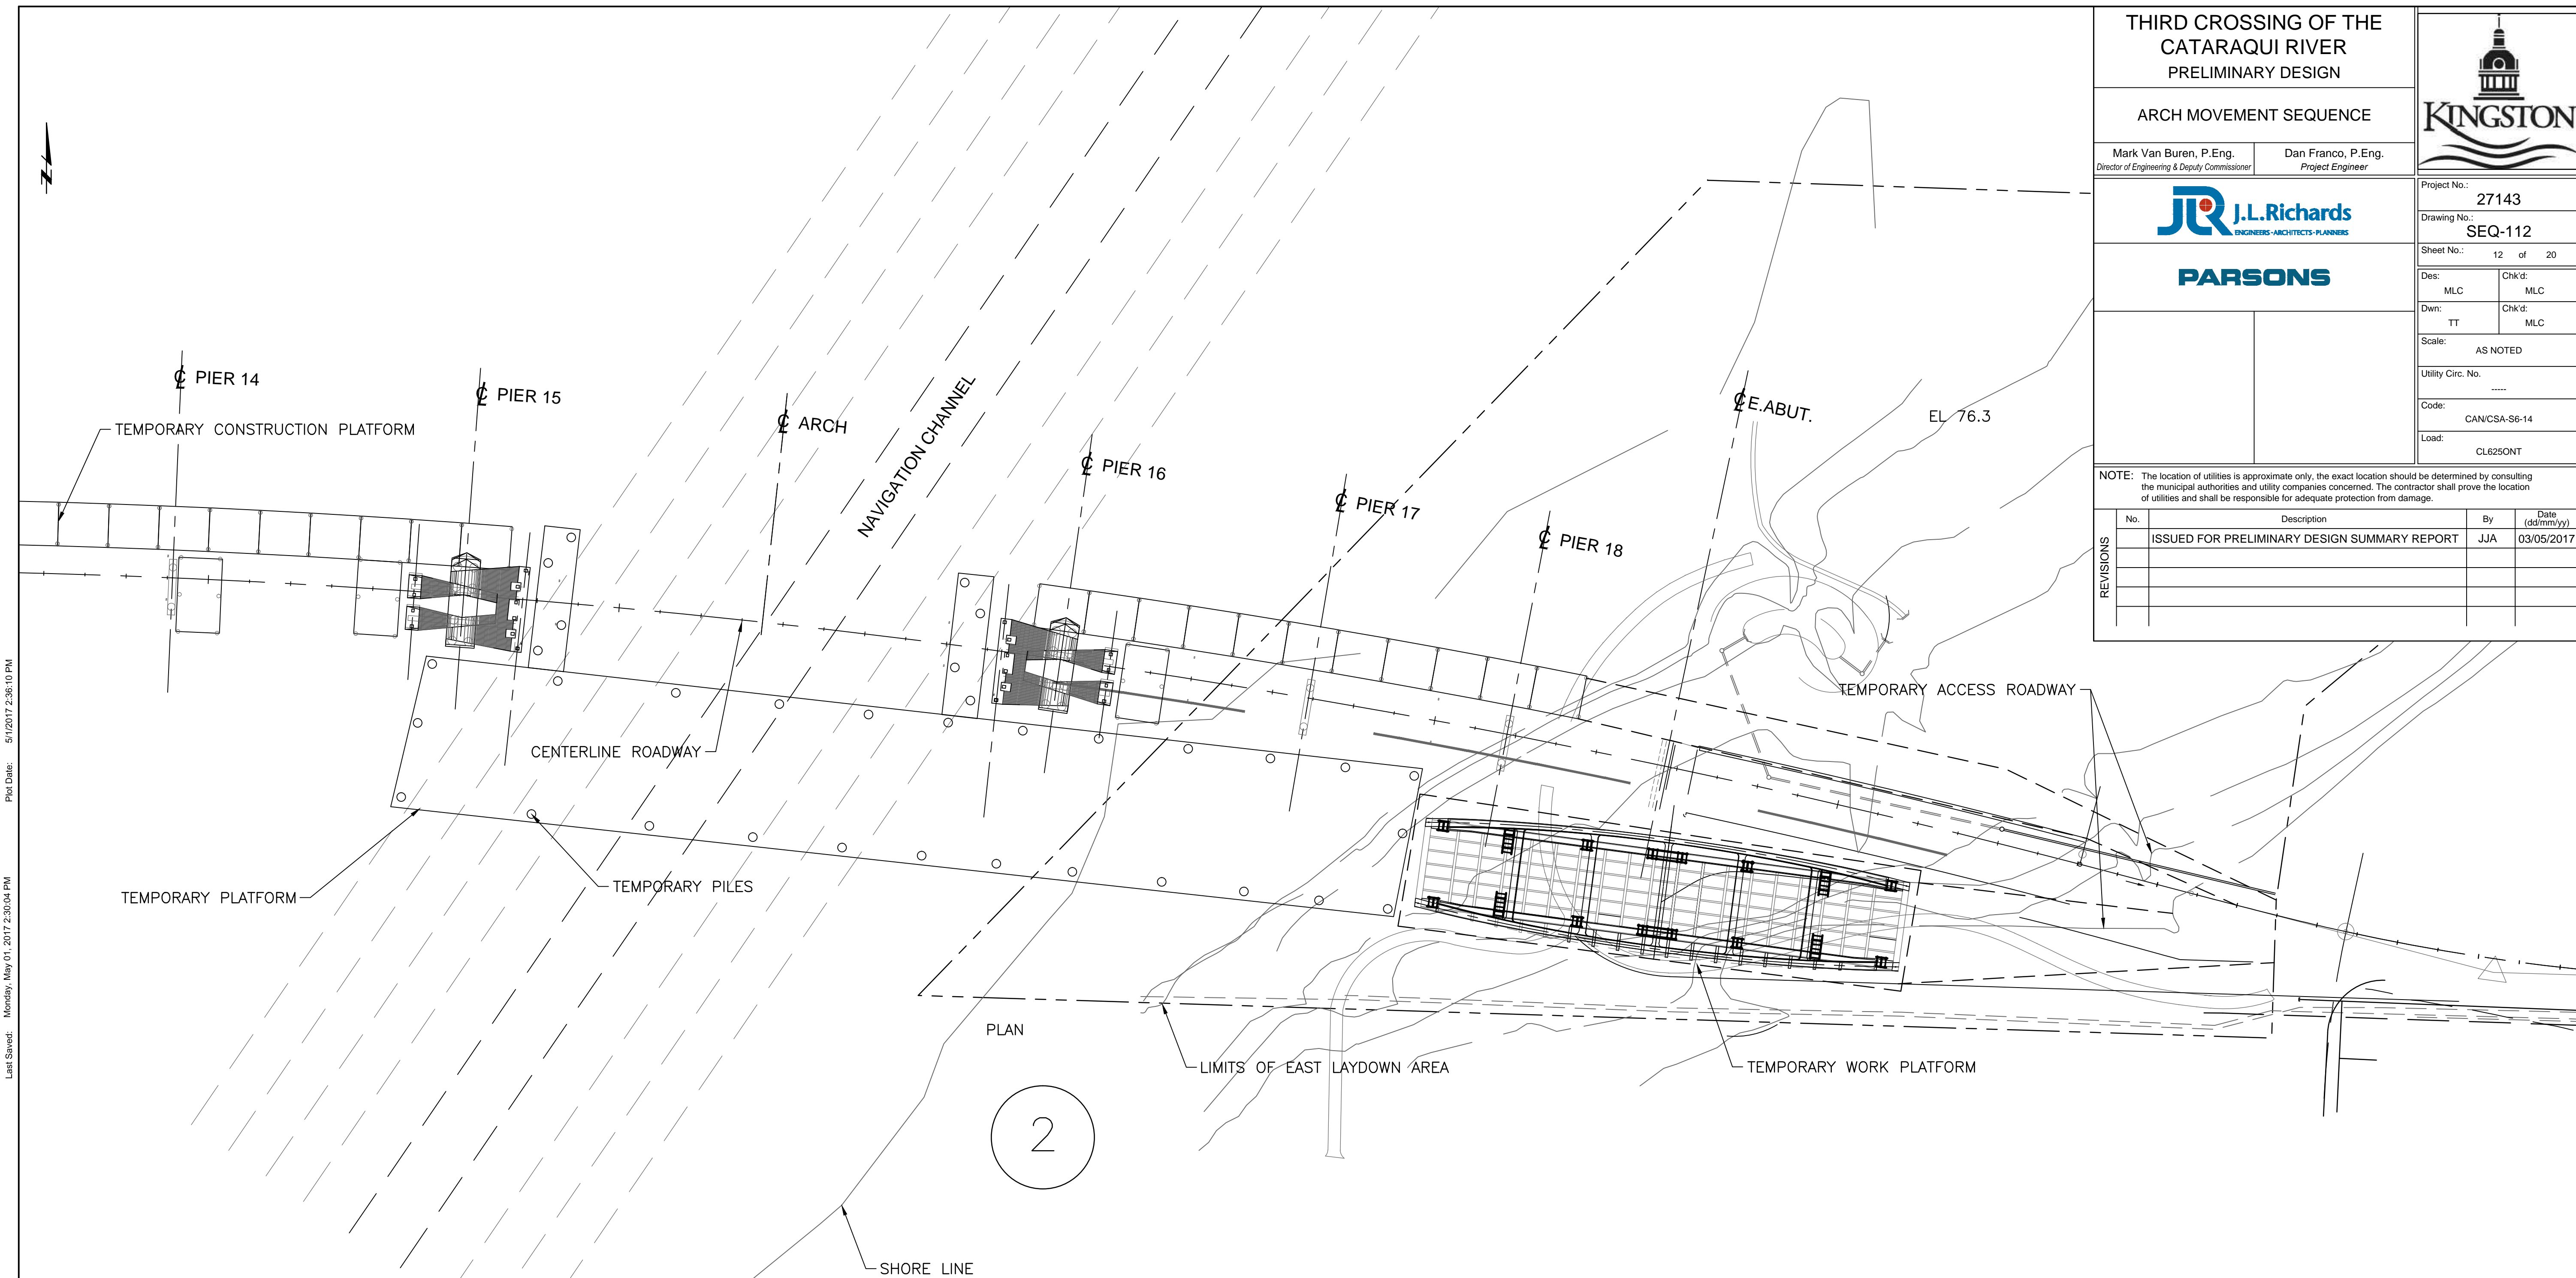 THIRD CROSSING OF THE
CATARAQUI RIVER
PRELIMINARY DESIGN
ARCH MOVEMENT SEQUENCE
Mark Van Buren, P.Eng.
Director of Engineering & Deputy Commissioner
Dan Franco, P.Eng.
Project Engineer
KINGSTON
JLR J.L.Richards
ENGINEERS·ARCHITECTS·PLANNERS
PARSONS
Project No.:
27143
Drawing No.:
SEQ-112
Sheet No.: 12 of 20
Des:
MLC
Chk'd:
MLC
Dwn:
TT
Chk'd:
MLC
Scale:
AS NOTED
Utility Circ. No.
-----
Code:
CAN/CSA-S6-14
Load:
CL625ONT
NOTE: The location of utilities is approximate only, the exact location should be determined by consulting
the municipal authorities and utility companies concerned. The contractor shall prove the location
of utilities and shall be responsible for adequate protection from damage.
REVISIONS
No. Description By Date
(dd/mm/yy)
ISSUED FOR PRELIMINARY DESIGN SUMMARY REPORT JJA 03/05/2017
N
℄ PIER 14
℄ PIER 15
℄ ARCH
NAVIGATION CHANNEL
℄ PIER 16
℄ PIER 17
℄ PIER 18
℄ E.ABUT.
EL 76.3
TEMPORARY CONSTRUCTION PLATFORM
TEMPORARY ACCESS ROADWAY
CENTERLINE ROADWAY
TEMPORARY PLATFORM
TEMPORARY PILES
PLAN
2
LIMITS OF EAST LAYDOWN AREA
TEMPORARY WORK PLATFORM
SHORE LINE
Last Saved: Monday, May 01, 2017 2:30:04 PM Plot Date: 5/1/2017 2:36:10 PM